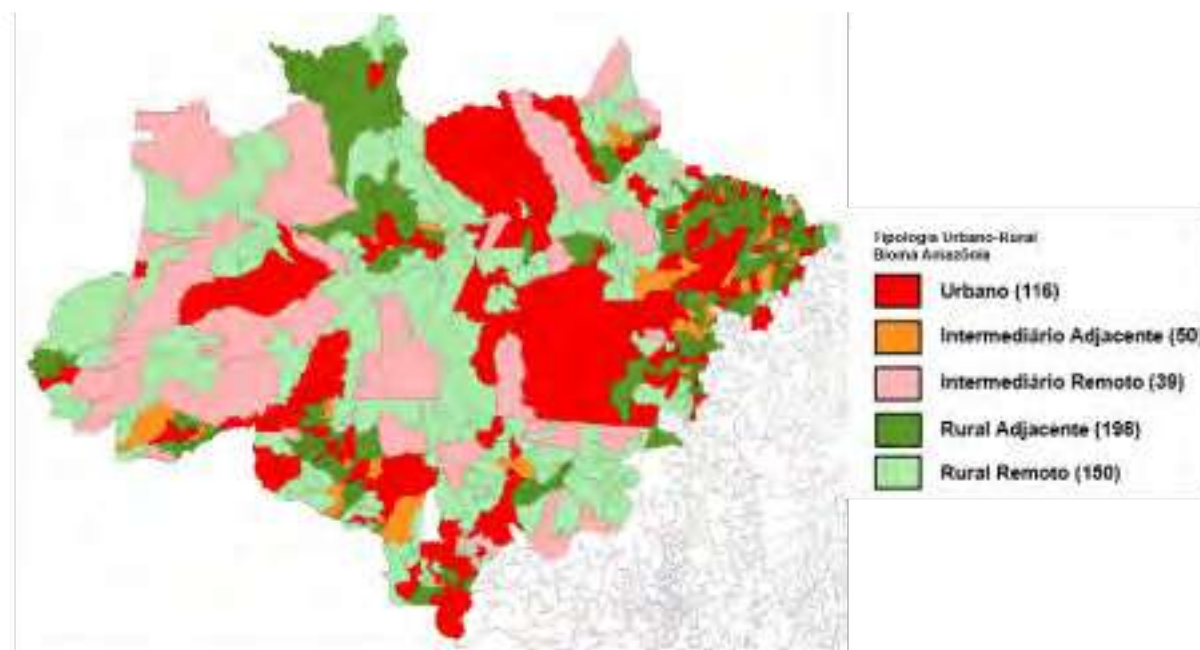 Tipologia Urbano-Rural
Bioma Amazônia
Urbano (116)
Intermediário Adjacente (50
Intermediário Remoto (39)
Rural Adjacente (198)
Rural Remoto (150)